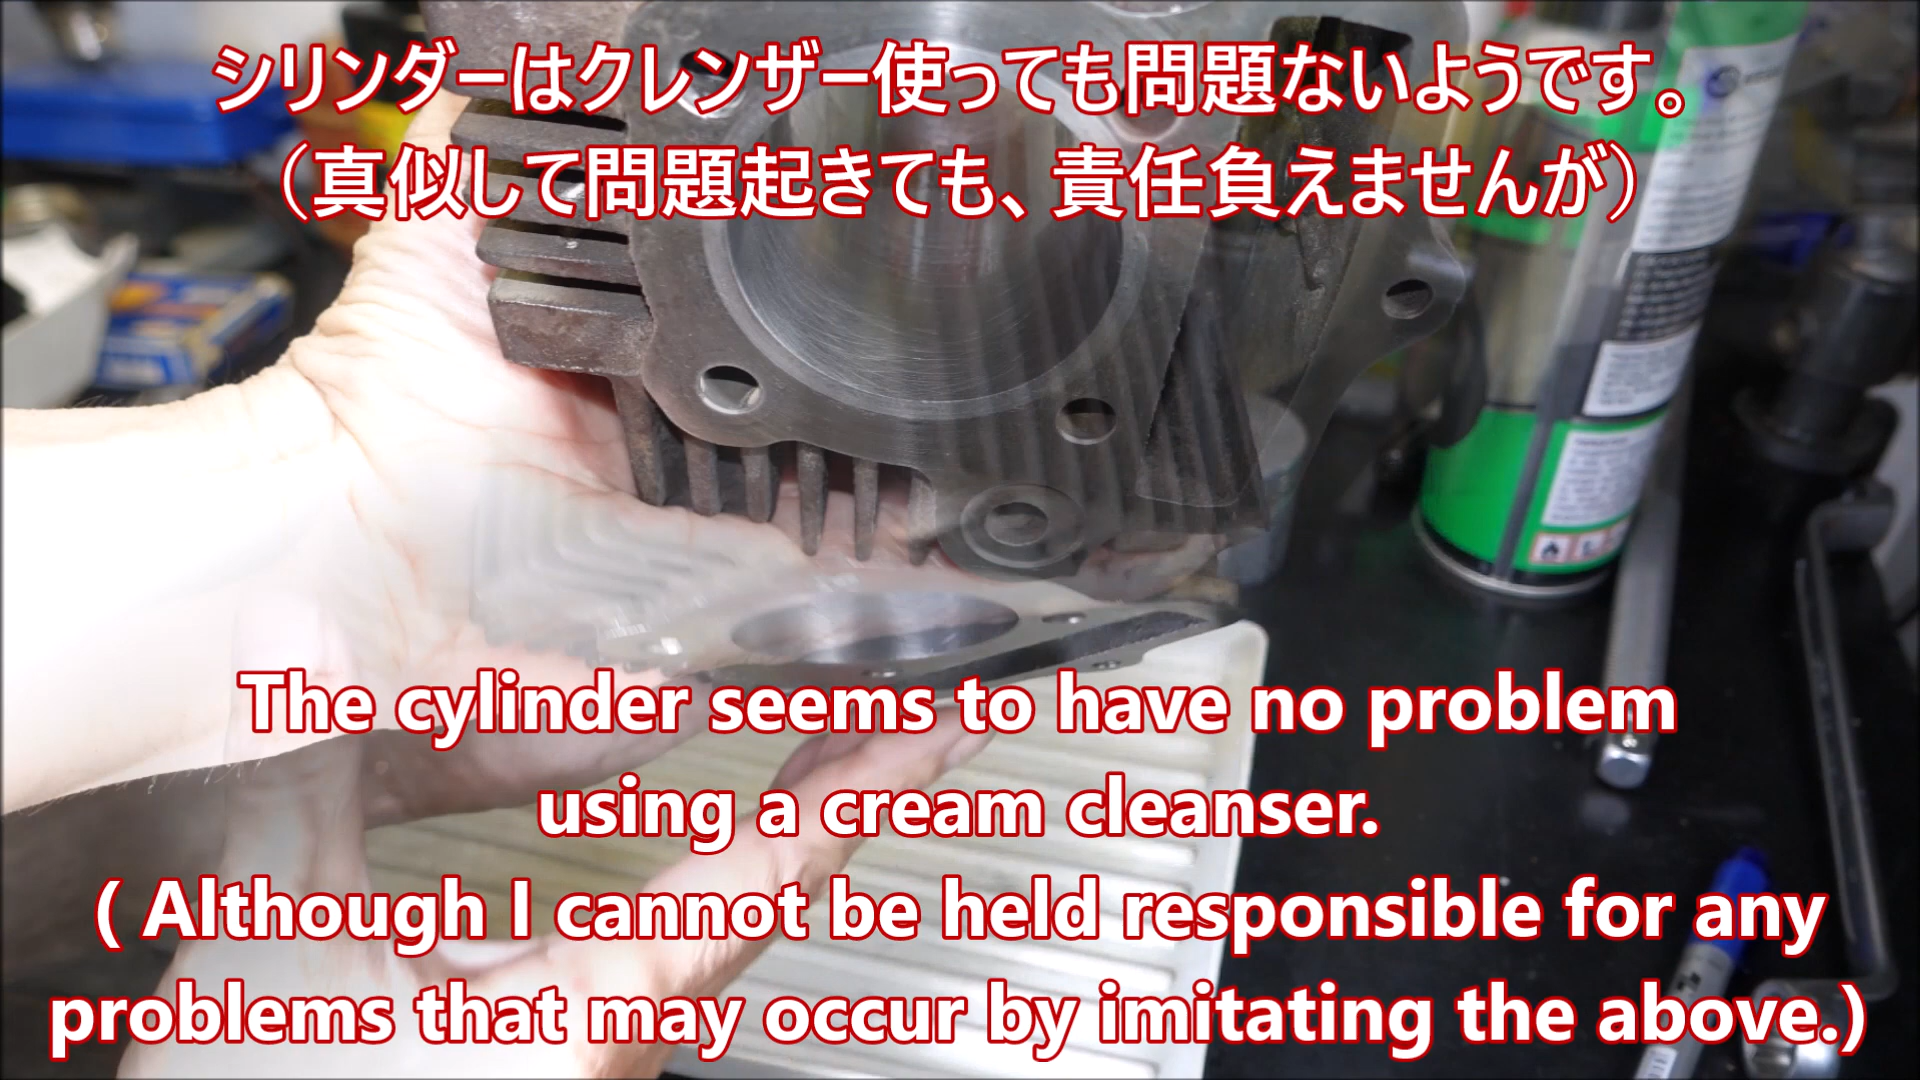 シリンダーはクレンザー使っても問題ないようです。
（真似して問題起きても、責任負えませんが）
The cylinder seems to have no problem
using a cream cleanser.
( Although I cannot be held responsible for any
problems that may occur by imitating the above.)